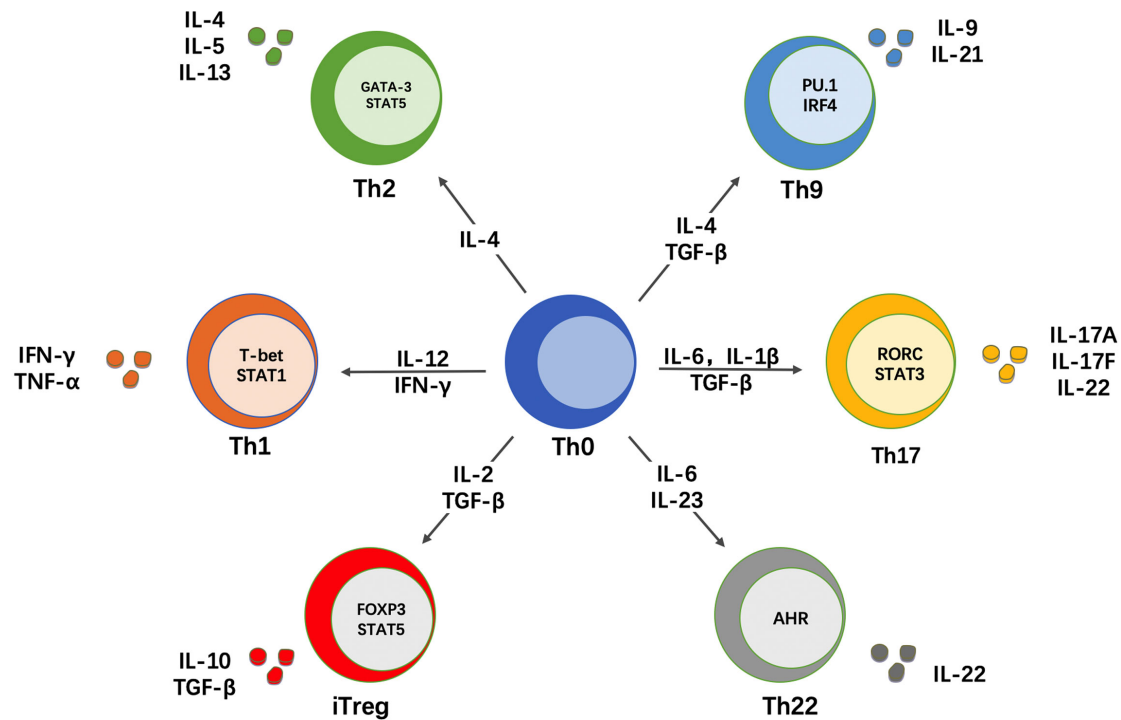 IL-4
IL-5
IL-13
GATA-3
STAT5
Th2
PU.1
IRF4
Th9
IL-9
IL-21
IL-4
IL-4
TGF-β
IFN-γ
TNF-α
T-bet
STAT1
Th1
IL-12
IFN-γ
Th0
IL-6, IL-1β
TGF-β
RORC
STAT3
Th17
IL-17A
IL-17F
IL-22
IL-2
TGF-β
IL-6
IL-23
FOXP3
STAT5
IL-10
TGF-β
iTreg
AHR
Th22
IL-22